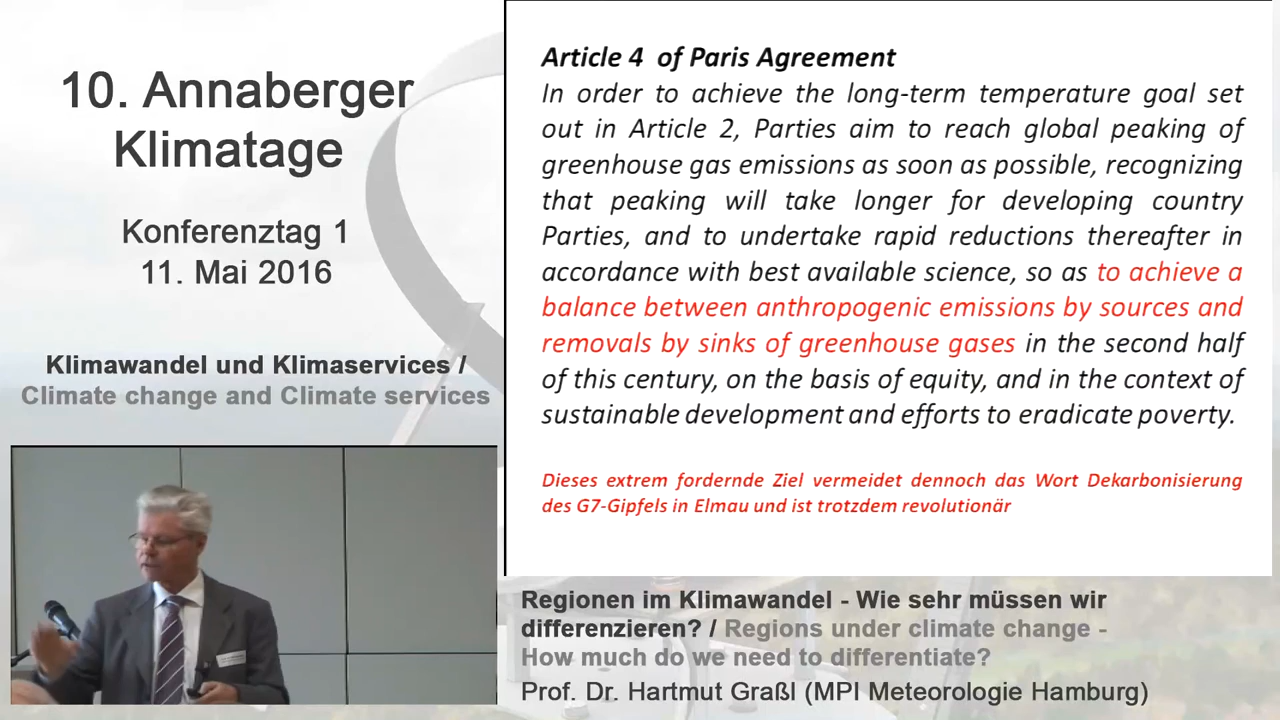 10. Annaberger
Klimatage
Konferenztag 1
11. Mai 2016
Klimawandel und Klimaservices /
Climate change and Climate services
Article 4 of Paris Agreement
In order to achieve the long-term temperature goal set
out in Article 2, Parties aim to reach global peaking of
greenhouse gas emissions as soon as possible, recognizing
that peaking will take longer for developing country
Parties, and to undertake rapid reductions thereafter in
accordance with best available science, so as to achieve a
balance between anthropogenic emissions by sources and
removals by sinks of greenhouse gases in the second half
of this century, on the basis of equity, and in the context of
sustainable development and efforts to eradicate poverty.
Dieses extrem fordernde Ziel vermeidet dennoch das Wort Dekarbonisierung
des G7-Gipfels in Elmau und ist trotzdem revolutionär
Regionen im Klimawandel - Wie sehr müssen wir
differenzieren? / Regions under climate change -
How much do we need to differentiate?
Prof. Dr. Hartmut Graßl (MPI Meteorologie Hamburg)